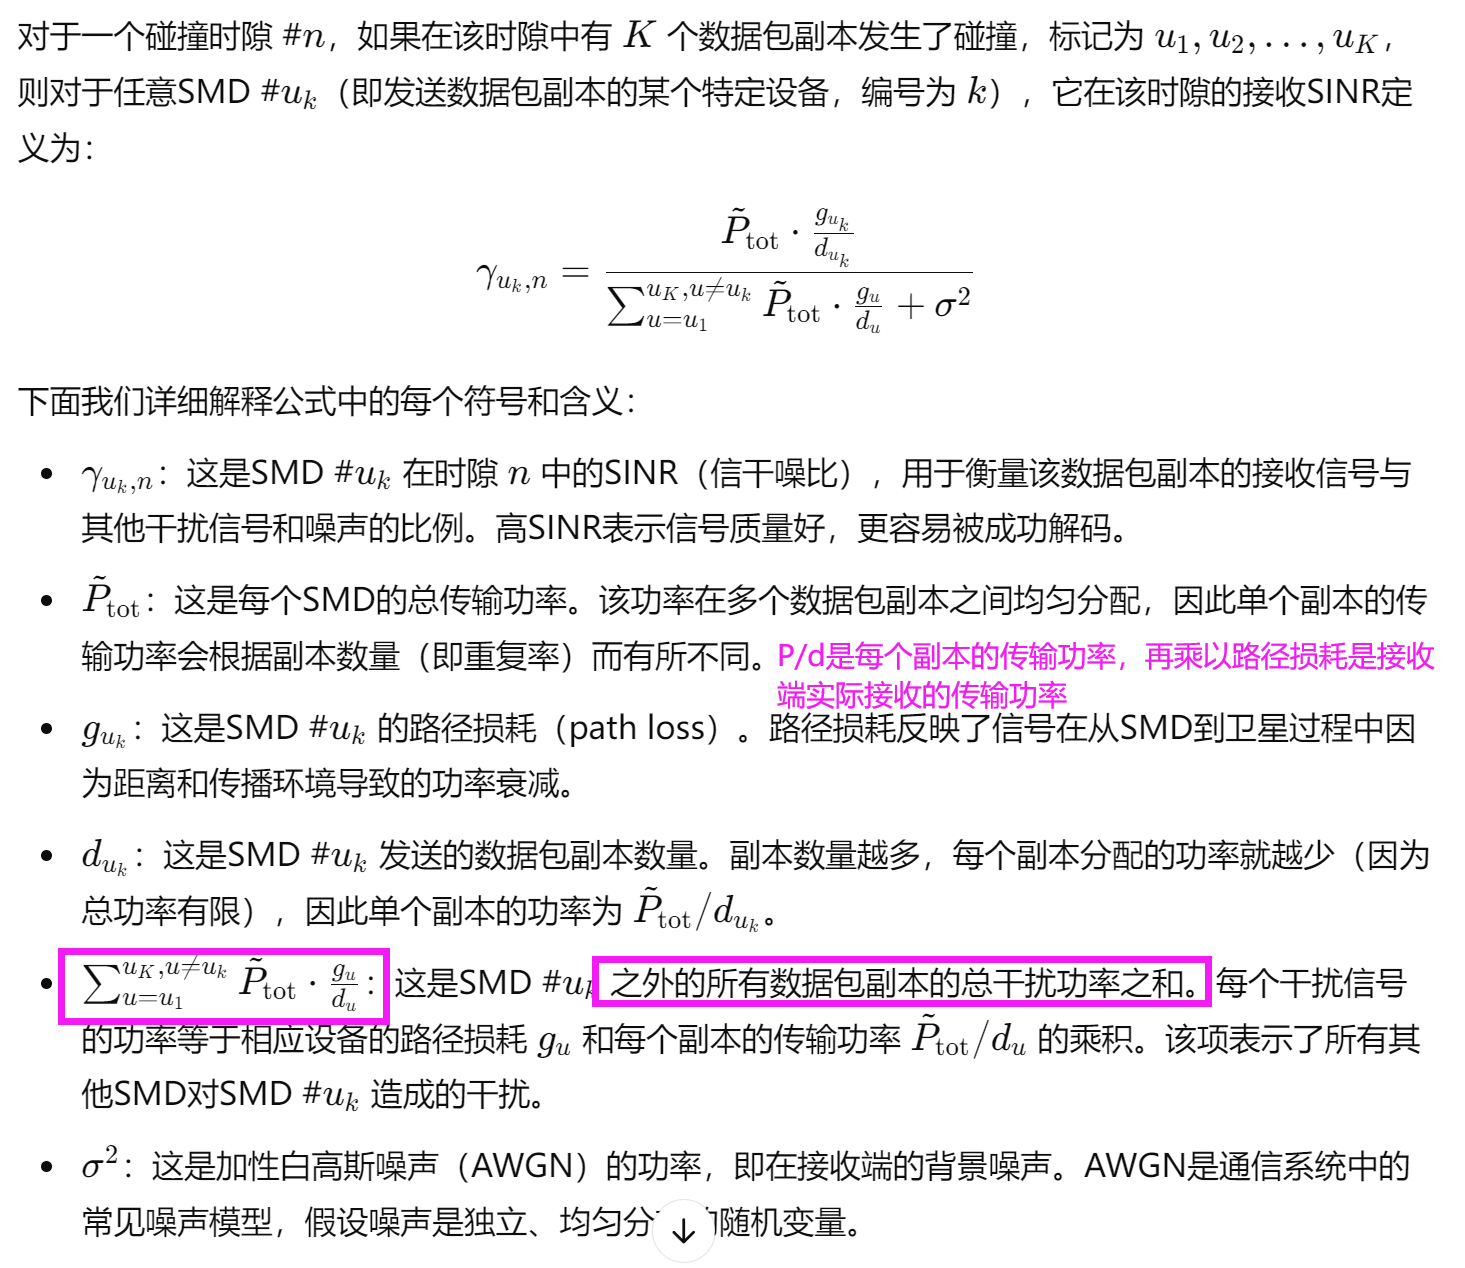 对于一个碰撞时隙 #n，如果在该时隙中有 K 个数据包副本发生了碰撞，标记为 u₁, u₂, …, u_K，
则对于任意SMD #u_k（即发送数据包副本的某个特定设备，编号为 k），它在该时隙的接收SINR定
义为：
γ_{u_k,n} = \frac{\tilde{P}_{tot} · \frac{g_{u_k}}{d_{u_k}}}{\sum_{u=u_1}^{u_K,u≠u_k} \tilde{P}_{tot} · \frac{g_u}{d_u} + σ^2}
下面我们详细解释公式中的每个符号和含义：
• γ_{u_k,n}：这是SMD #u_k 在时隙 n 中的SINR（信干噪比），用于衡量该数据包副本的接收信号与
其他干扰信号和噪声的比例。高SINR表示信号质量好，更容易被成功解码。
• \tilde{P}_{tot}：这是每个SMD的总传输功率。该功率在多个数据包副本之间均匀分配，因此单个副本的传
输功率会根据副本数量（即重复率）而有所不同。P/d是每个副本的传输功率，再乘以路径损耗是接收
端实际接收的传输功率
• g_{u_k}：这是SMD #u_k 的路径损耗（path loss）。路径损耗反映了信号在从SMD到卫星过程中因
为距离和传播环境导致的功率衰减。
• d_{u_k}：这是SMD #u_k 发送的数据包副本数量。副本数量越多，每个副本分配的功率就越少（因为
总功率有限），因此单个副本的功率为 \tilde{P}_{tot}/d_{u_k}。
• \sum_{u=u_1}^{u_K,u≠u_k} \tilde{P}_{tot} · \frac{g_u}{d_u}：这是SMD #u_k 之外的所有数据包副本的总干扰功率之和。每个干扰信号
的功率等于相应设备的路径损耗 g_u 和每个副本的传输功率 \tilde{P}_{tot}/d_u 的乘积。该项表示了所有其
他SMD对SMD #u_k 造成的干扰。
• σ^2：这是加性白高斯噪声（AWGN）的功率，即在接收端的背景噪声。AWGN是通信系统中的
常见噪声模型，假设噪声是独立、均匀分 随机变量。